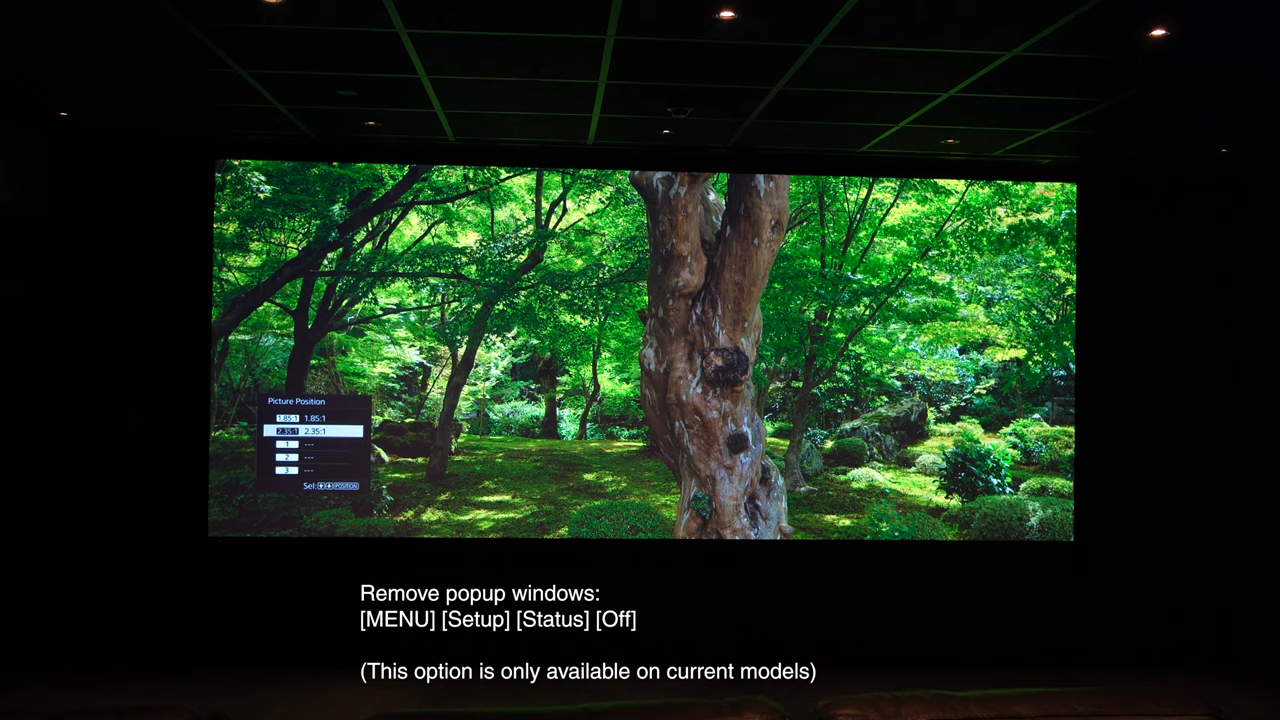 Picture Position
1.85:1 1.85:1
2.35:1 2.35:1
1 ---
2 ---
3 ---
Sel: POSITION
Remove popup windows:
[MENU] [Setup] [Status] [Off]
(This option is only available on current models)